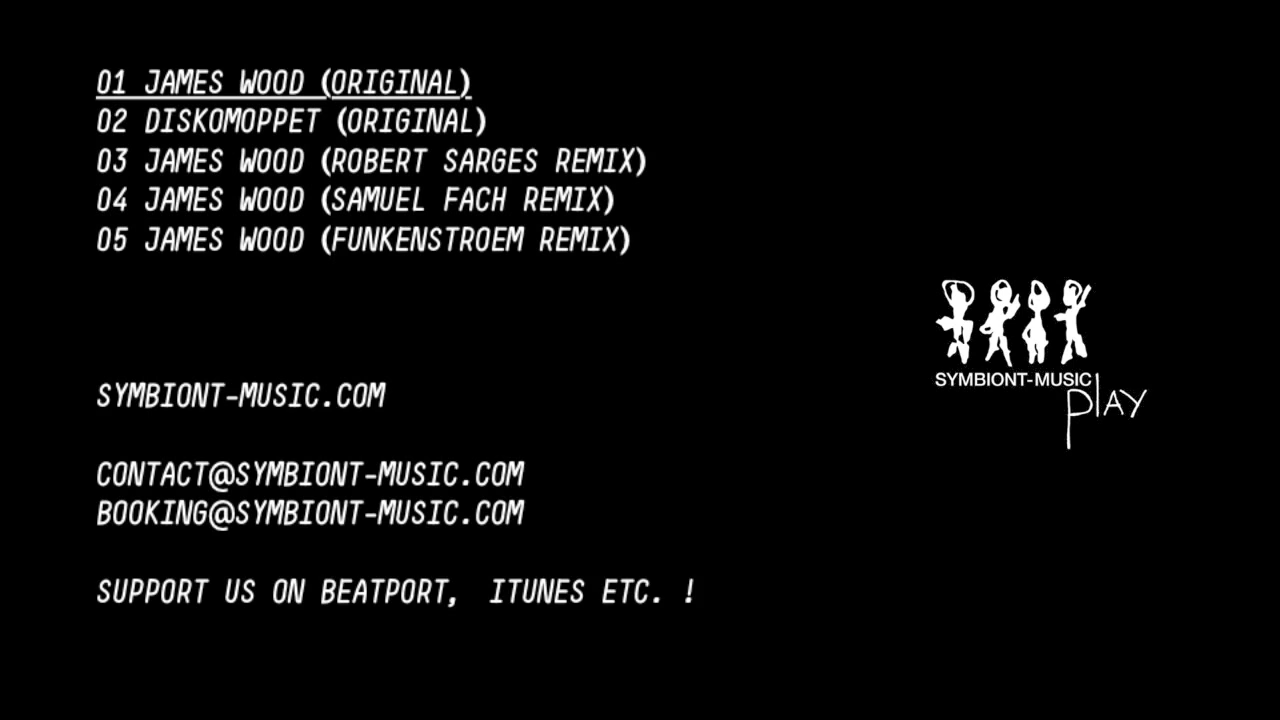 01 JAMES WOOD (ORIGINAL)
02 DISKOMOPPET (ORIGINAL)
03 JAMES WOOD (ROBERT SARGES REMIX)
04 JAMES WOOD (SAMUEL FACH REMIX)
05 JAMES WOOD (FUNKENSTROEM REMIX)
SYMBIONT-MUSIC.COM
CONTACT@SYMBIONT-MUSIC.COM
BOOKING@SYMBIONT-MUSIC.COM
SUPPORT US ON BEATPORT, ITUNES ETC. !
SYMBIONT-MUSIC
PLAY